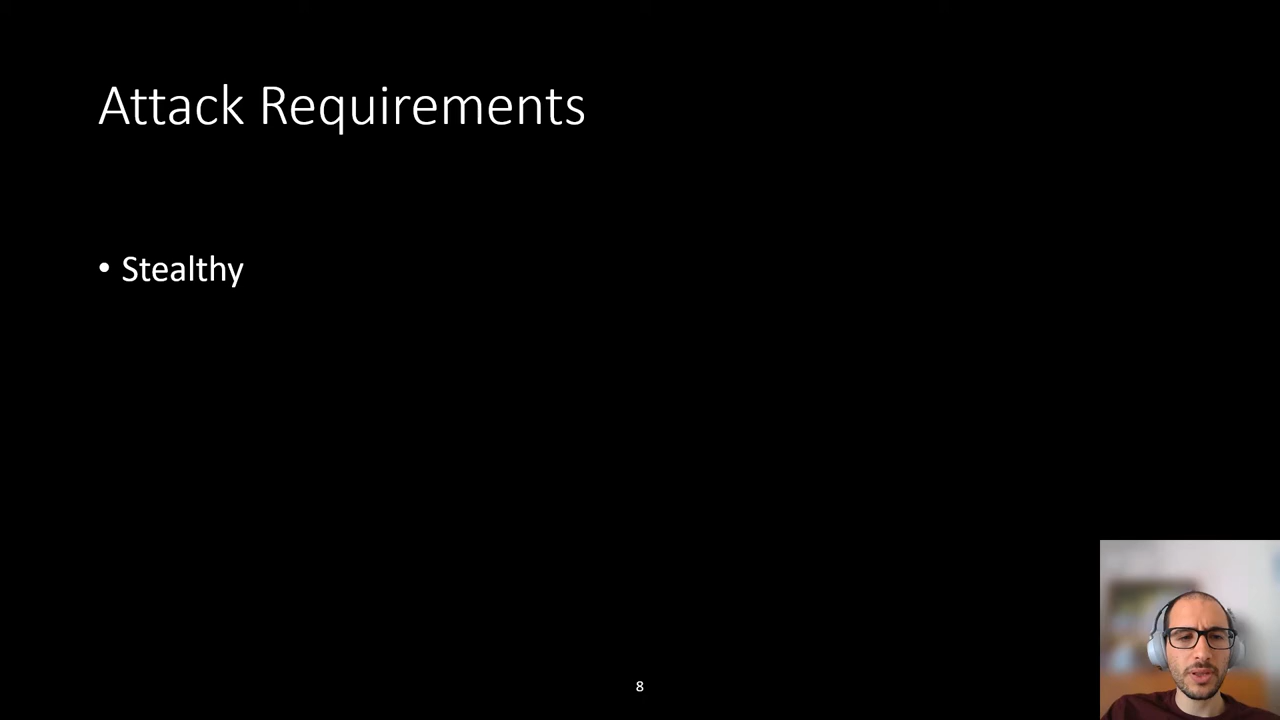 Attack Requirements
• Stealthy
8